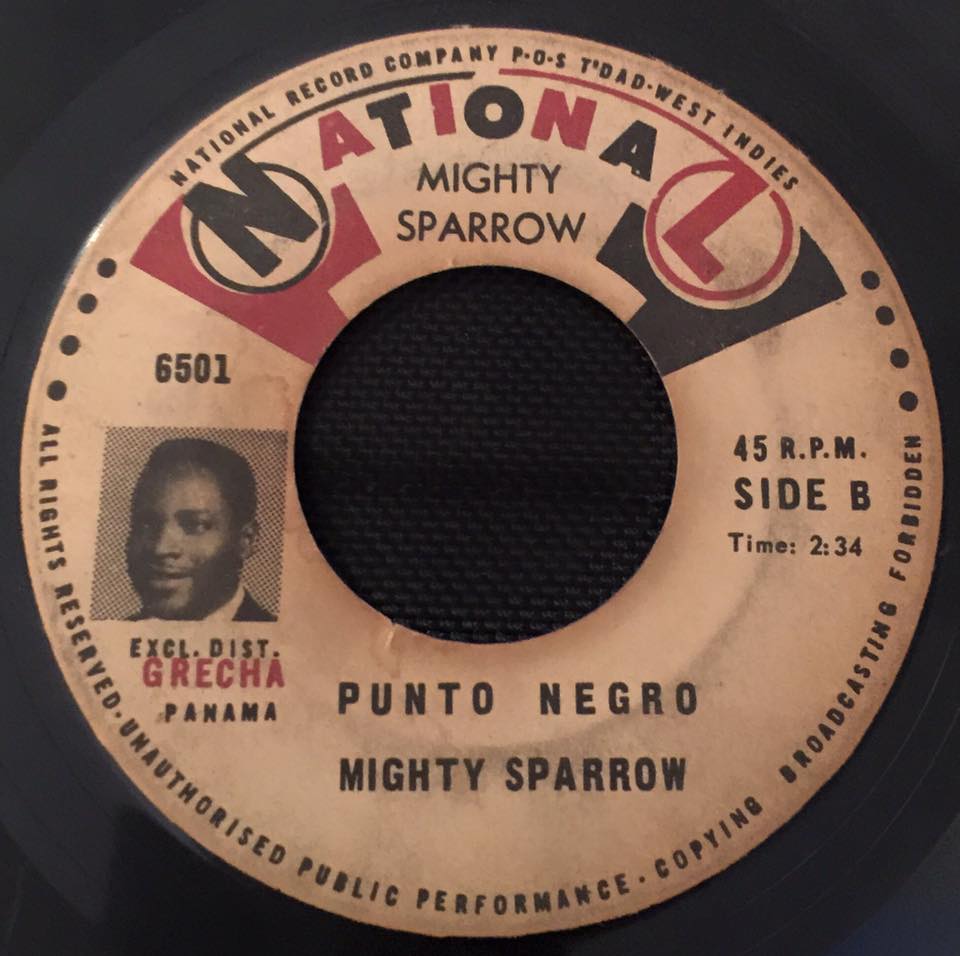 NATIONAL RECORD COMPANY P-O-S T'DAD-WEST INDIES
NATIONAL
MIGHTY
SPARROW
6501
45 R.P.M.
SIDE B
Time: 2:34
EXCL. DIST.
GRECHA
PANAMA
PUNTO NEGRO
MIGHTY SPARROW
ALL RIGHTS RESERVED-UNAUTHORISED PUBLIC PERFORMANCE-COPYING BROADCASTING FORBIDDEN